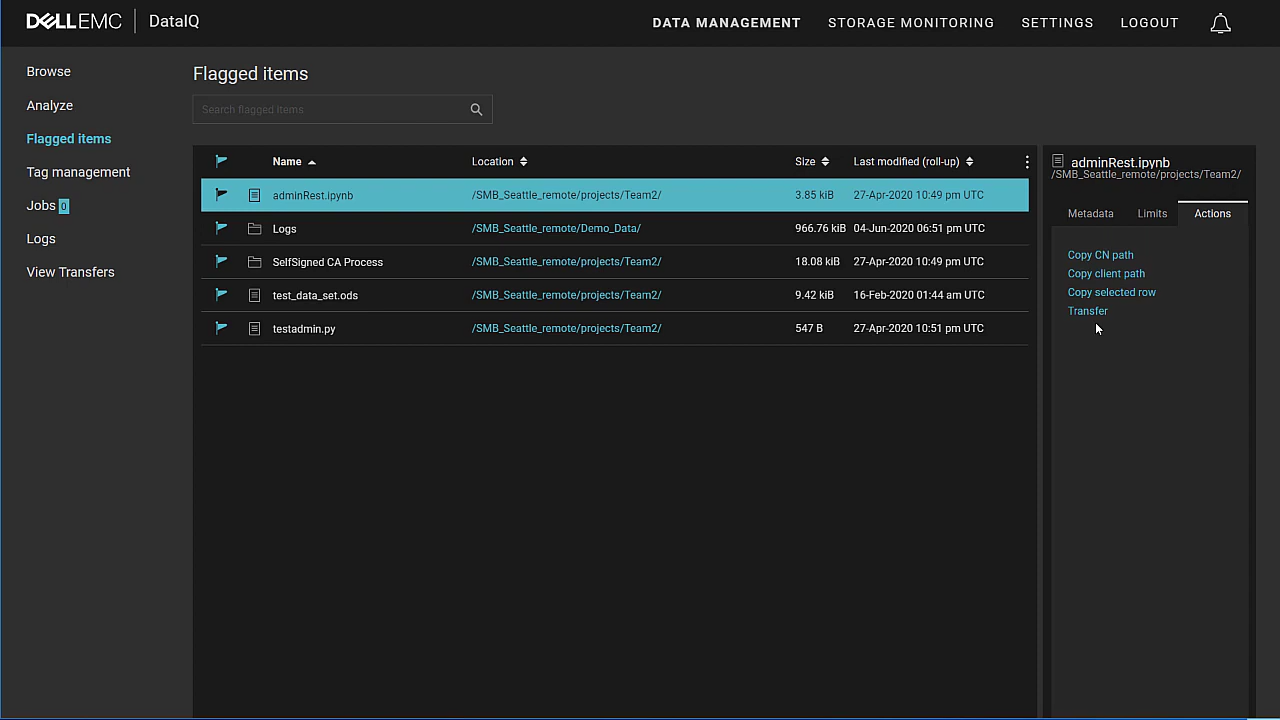 DELLEMC DataIQ DATA MANAGEMENT STORAGE MONITORING SETTINGS LOGOUT
Browse
Analyze
Flagged items
Tag management
Jobs 0
Logs
View Transfers
Flagged items
Search flagged items
Name Location Size Last modified (roll-up)
adminRest.ipynb /SMB_Seattle_remote/projects/Team2/ 3.85 kiB 27-Apr-2020 10:49 pm UTC
Logs /SMB_Seattle_remote/Demo_Data/ 966.76 kiB 04-Jun-2020 06:51 pm UTC
SelfSigned CA Process /SMB_Seattle_remote/projects/Team2/ 18.08 kiB 27-Apr-2020 10:49 pm UTC
test_data_set.ods /SMB_Seattle_remote/projects/Team2/ 9.42 kiB 16-Feb-2020 01:44 am UTC
testadmin.py /SMB_Seattle_remote/projects/Team2/ 547 B 27-Apr-2020 10:51 pm UTC
adminRest.ipynb
/SMB_Seattle_remote/projects/Team2/
Metadata Limits Actions
Copy CN path
Copy client path
Copy selected row
Transfer